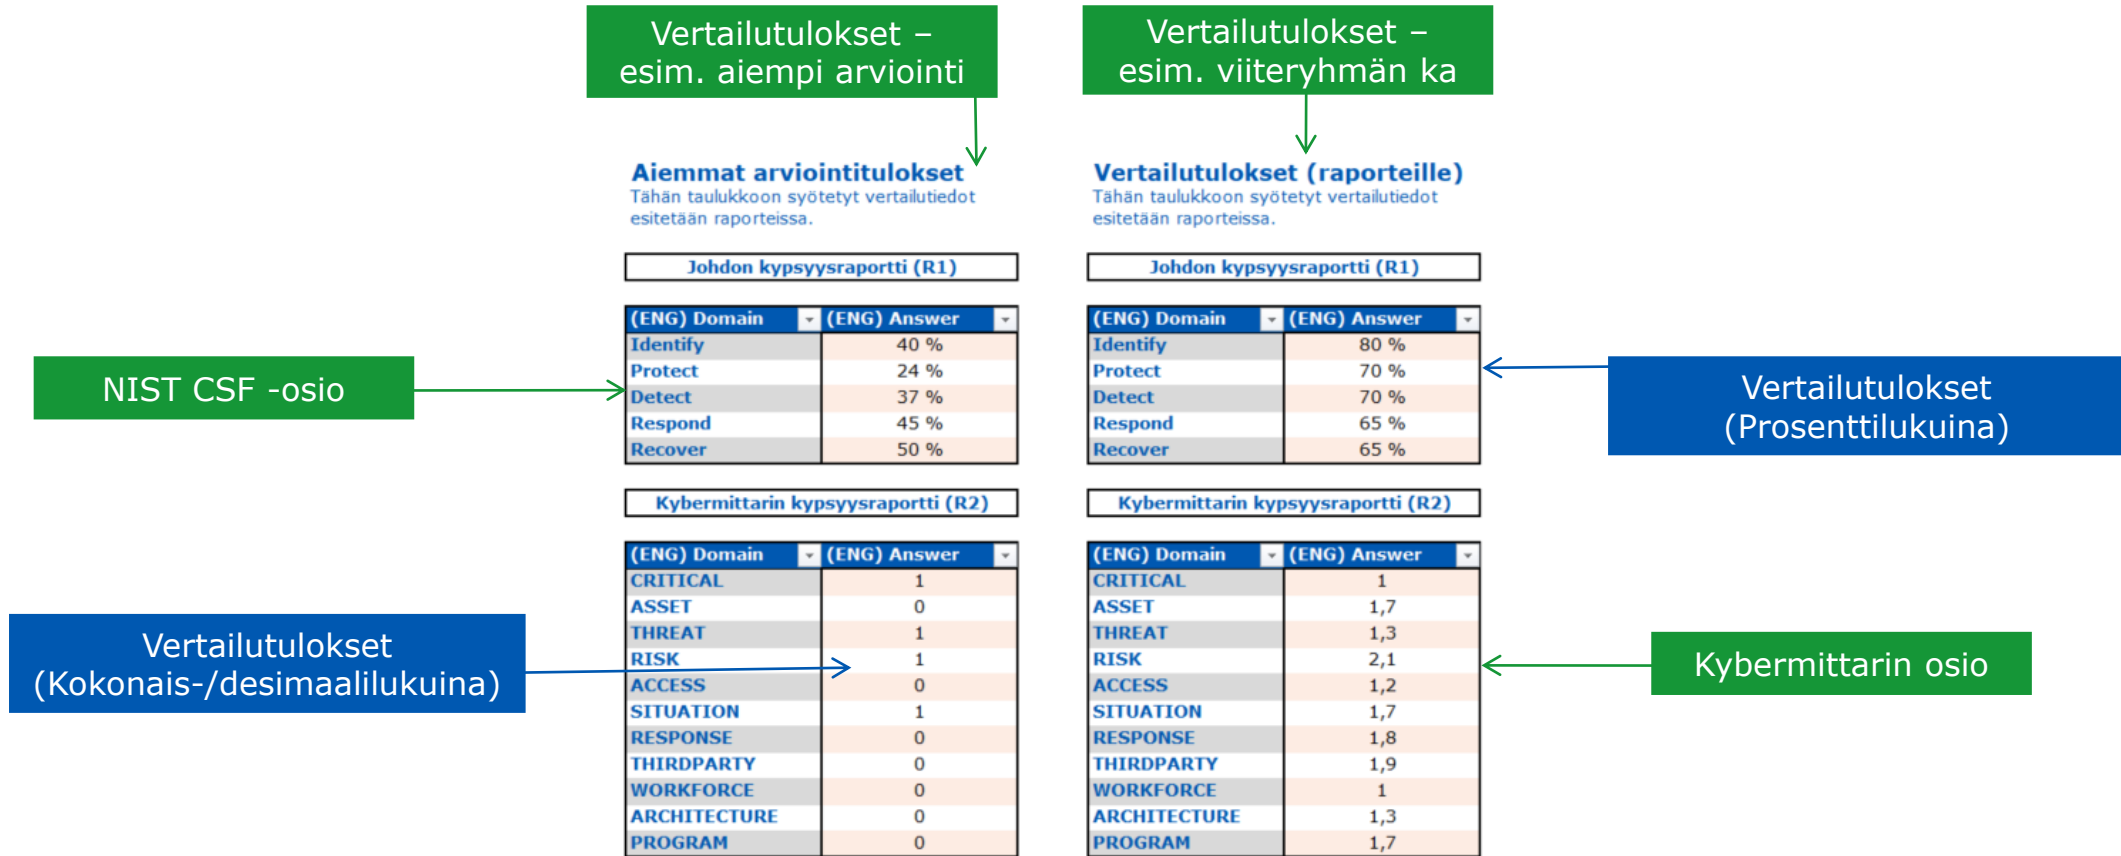 Vertailutulokset –
esim. aiempi arviointi
Vertailutulokset –
esim. viiteryhmän ka
Aiemmat arviointitulokset
Tähän taulukkoon syötetyt vertailutiedot
esitetään raporteissa.
Vertailutulokset (raporteille)
Tähän taulukkoon syötetyt vertailutiedot
esitetään raporteissa.
Johdon kypsyysraportti (R1)
Johdon kypsyysraportti (R1)
(ENG) Domain (ENG) Answer
Identify 40 %
Protect 24 %
Detect 37 %
Respond 45 %
Recover 50 %
(ENG) Domain (ENG) Answer
Identify 80 %
Protect 70 %
Detect 70 %
Respond 65 %
Recover 65 %
NIST CSF -osio
Vertailutulokset
(Prosenttilukuina)
Kybermittarin kypsyysraportti (R2)
Kybermittarin kypsyysraportti (R2)
(ENG) Domain (ENG) Answer
CRITICAL 1
ASSET 0
THREAT 1
RISK 1
ACCESS 0
SITUATION 1
RESPONSE 0
THIRDPARTY 0
WORKFORCE 0
ARCHITECTURE 0
PROGRAM 0
(ENG) Domain (ENG) Answer
CRITICAL 1
ASSET 1,7
THREAT 1,3
RISK 2,1
ACCESS 1,2
SITUATION 1,7
RESPONSE 1,8
THIRDPARTY 1,9
WORKFORCE 1
ARCHITECTURE 1,3
PROGRAM 1,7
Vertailutulokset
(Kokonais-/desimaalilukuina)
Kybermittarin osio